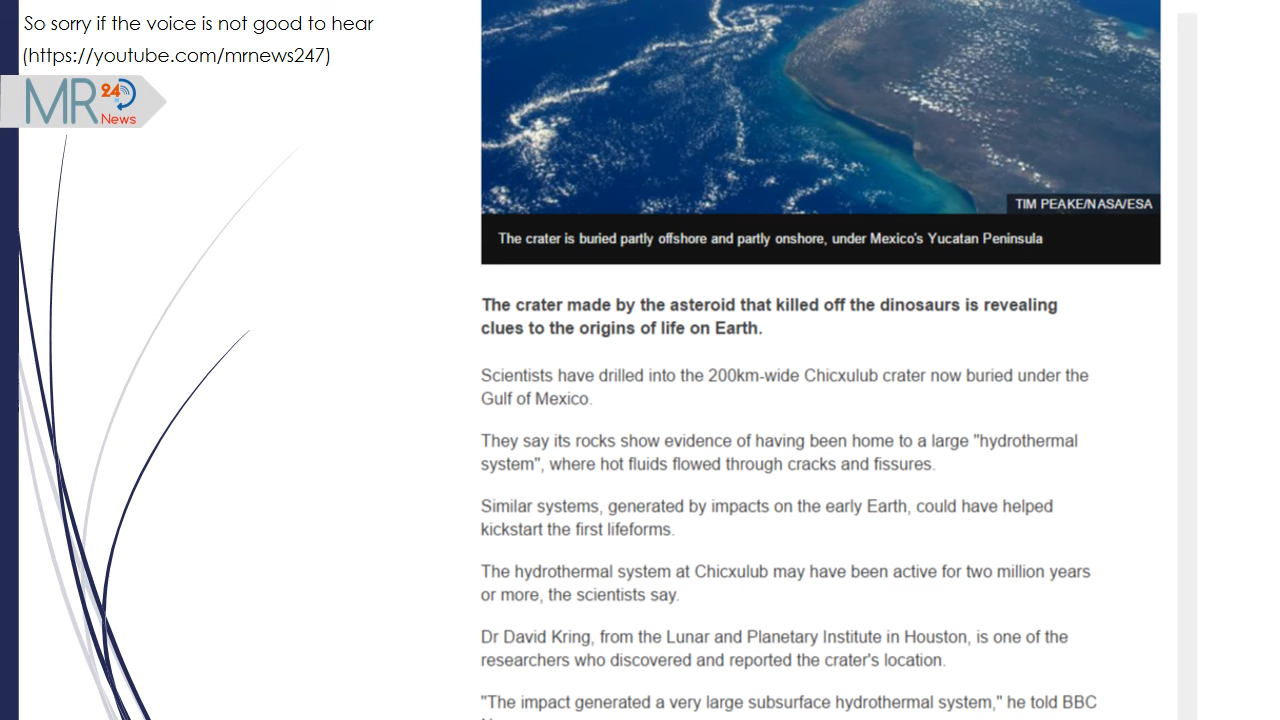 So sorry if the voice is not good to hear
(https://youtube.com/mrnews247)
MR 24
News
TIM PEAKE/NASA/ESA
The crater is buried partly offshore and partly onshore, under Mexico's Yucatan Peninsula
The crater made by the asteroid that killed off the dinosaurs is revealing
clues to the origins of life on Earth.
Scientists have drilled into the 200km-wide Chicxulub crater now buried under the
Gulf of Mexico.
They say its rocks show evidence of having been home to a large "hydrothermal
system", where hot fluids flowed through cracks and fissures.
Similar systems, generated by impacts on the early Earth, could have helped
kickstart the first lifeforms.
The hydrothermal system at Chicxulub may have been active for two million years
or more, the scientists say.
Dr David Kring, from the Lunar and Planetary Institute in Houston, is one of the
researchers who discovered and reported the crater's location.
"The impact generated a very large subsurface hydrothermal system," he told BBC